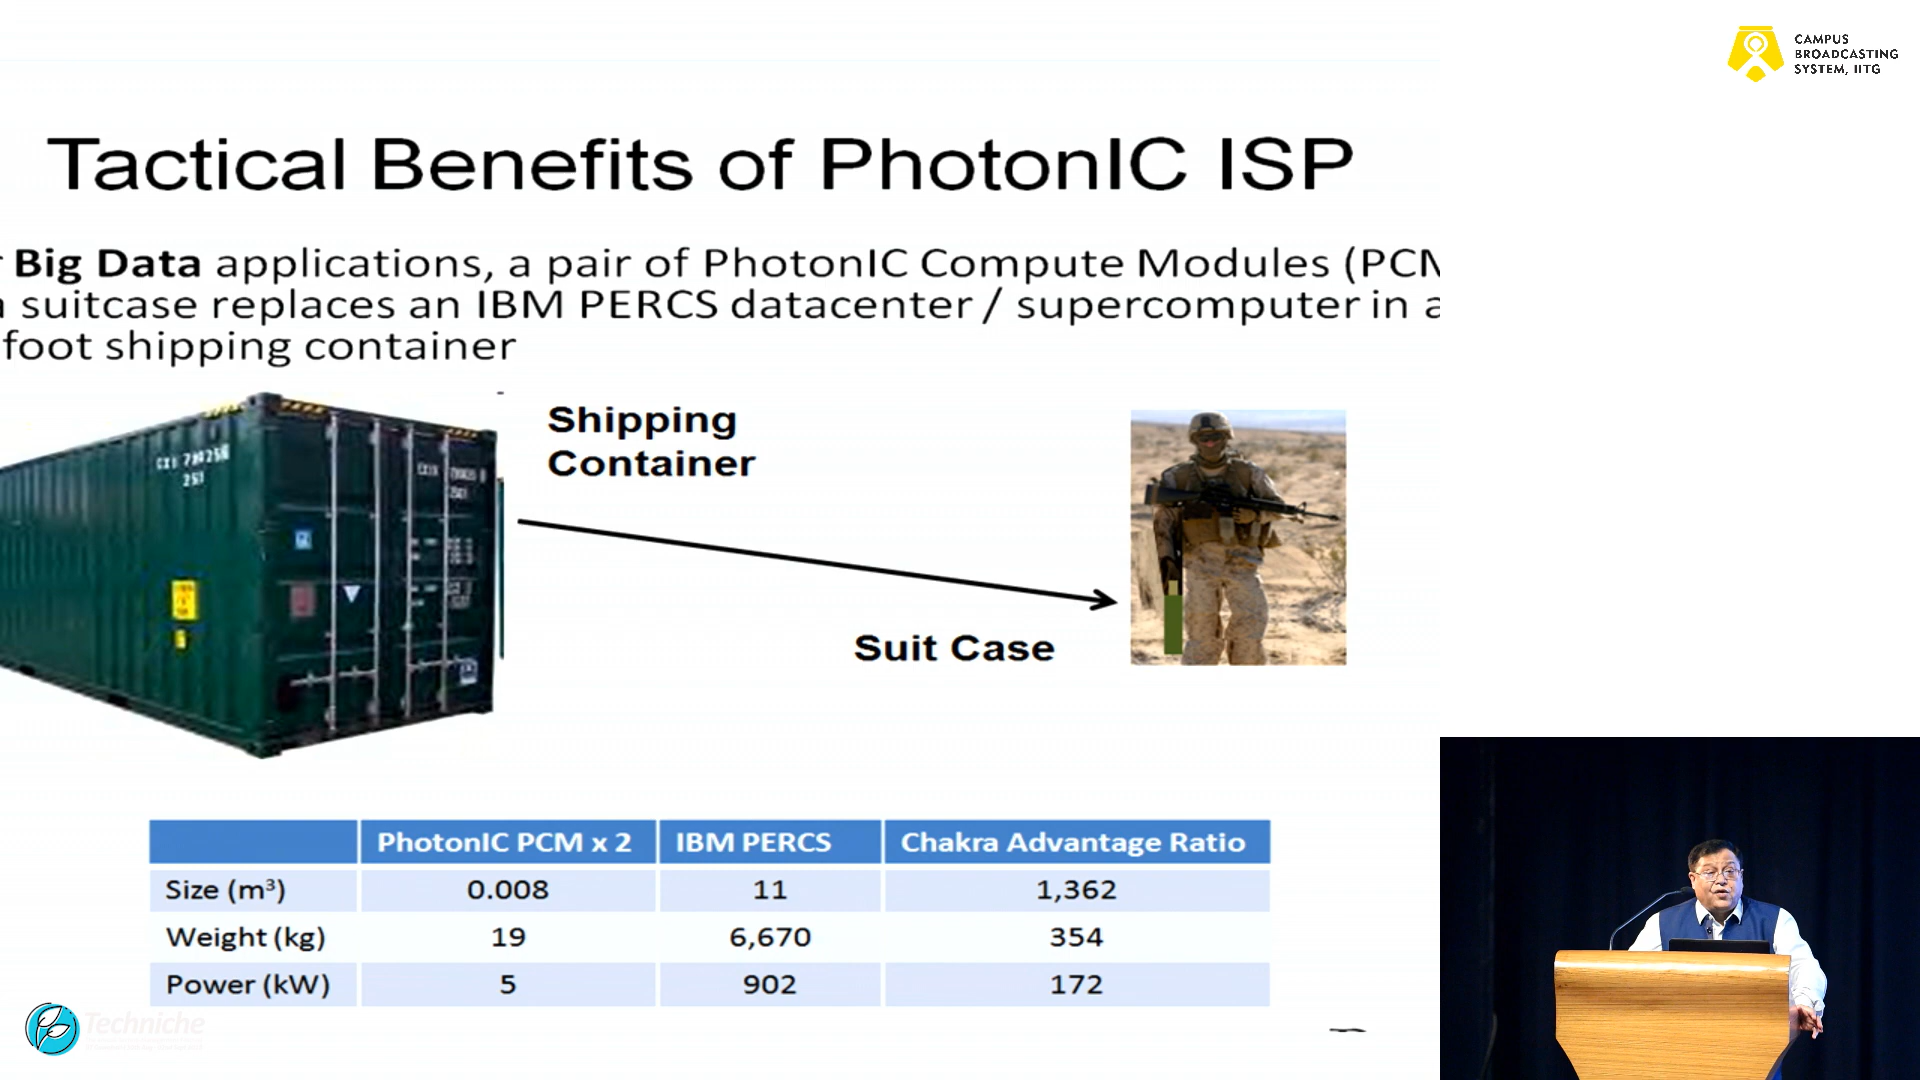 CAMPUS
BROADCASTING
SYSTEM, IITG
Tactical Benefits of PhotonIC ISP
Big Data applications, a pair of PhotonIC Compute Modules (PCM
suitcase replaces an IBM PERCS datacenter / supercomputer in a
foot shipping container
Shipping
Container
Suit Case
PhotonIC PCM x 2 IBM PERCS Chakra Advantage Ratio
Size (m³) 0.008 11 1,362
Weight (kg) 19 6,670 354
Power (kW) 5 902 172
Techniche